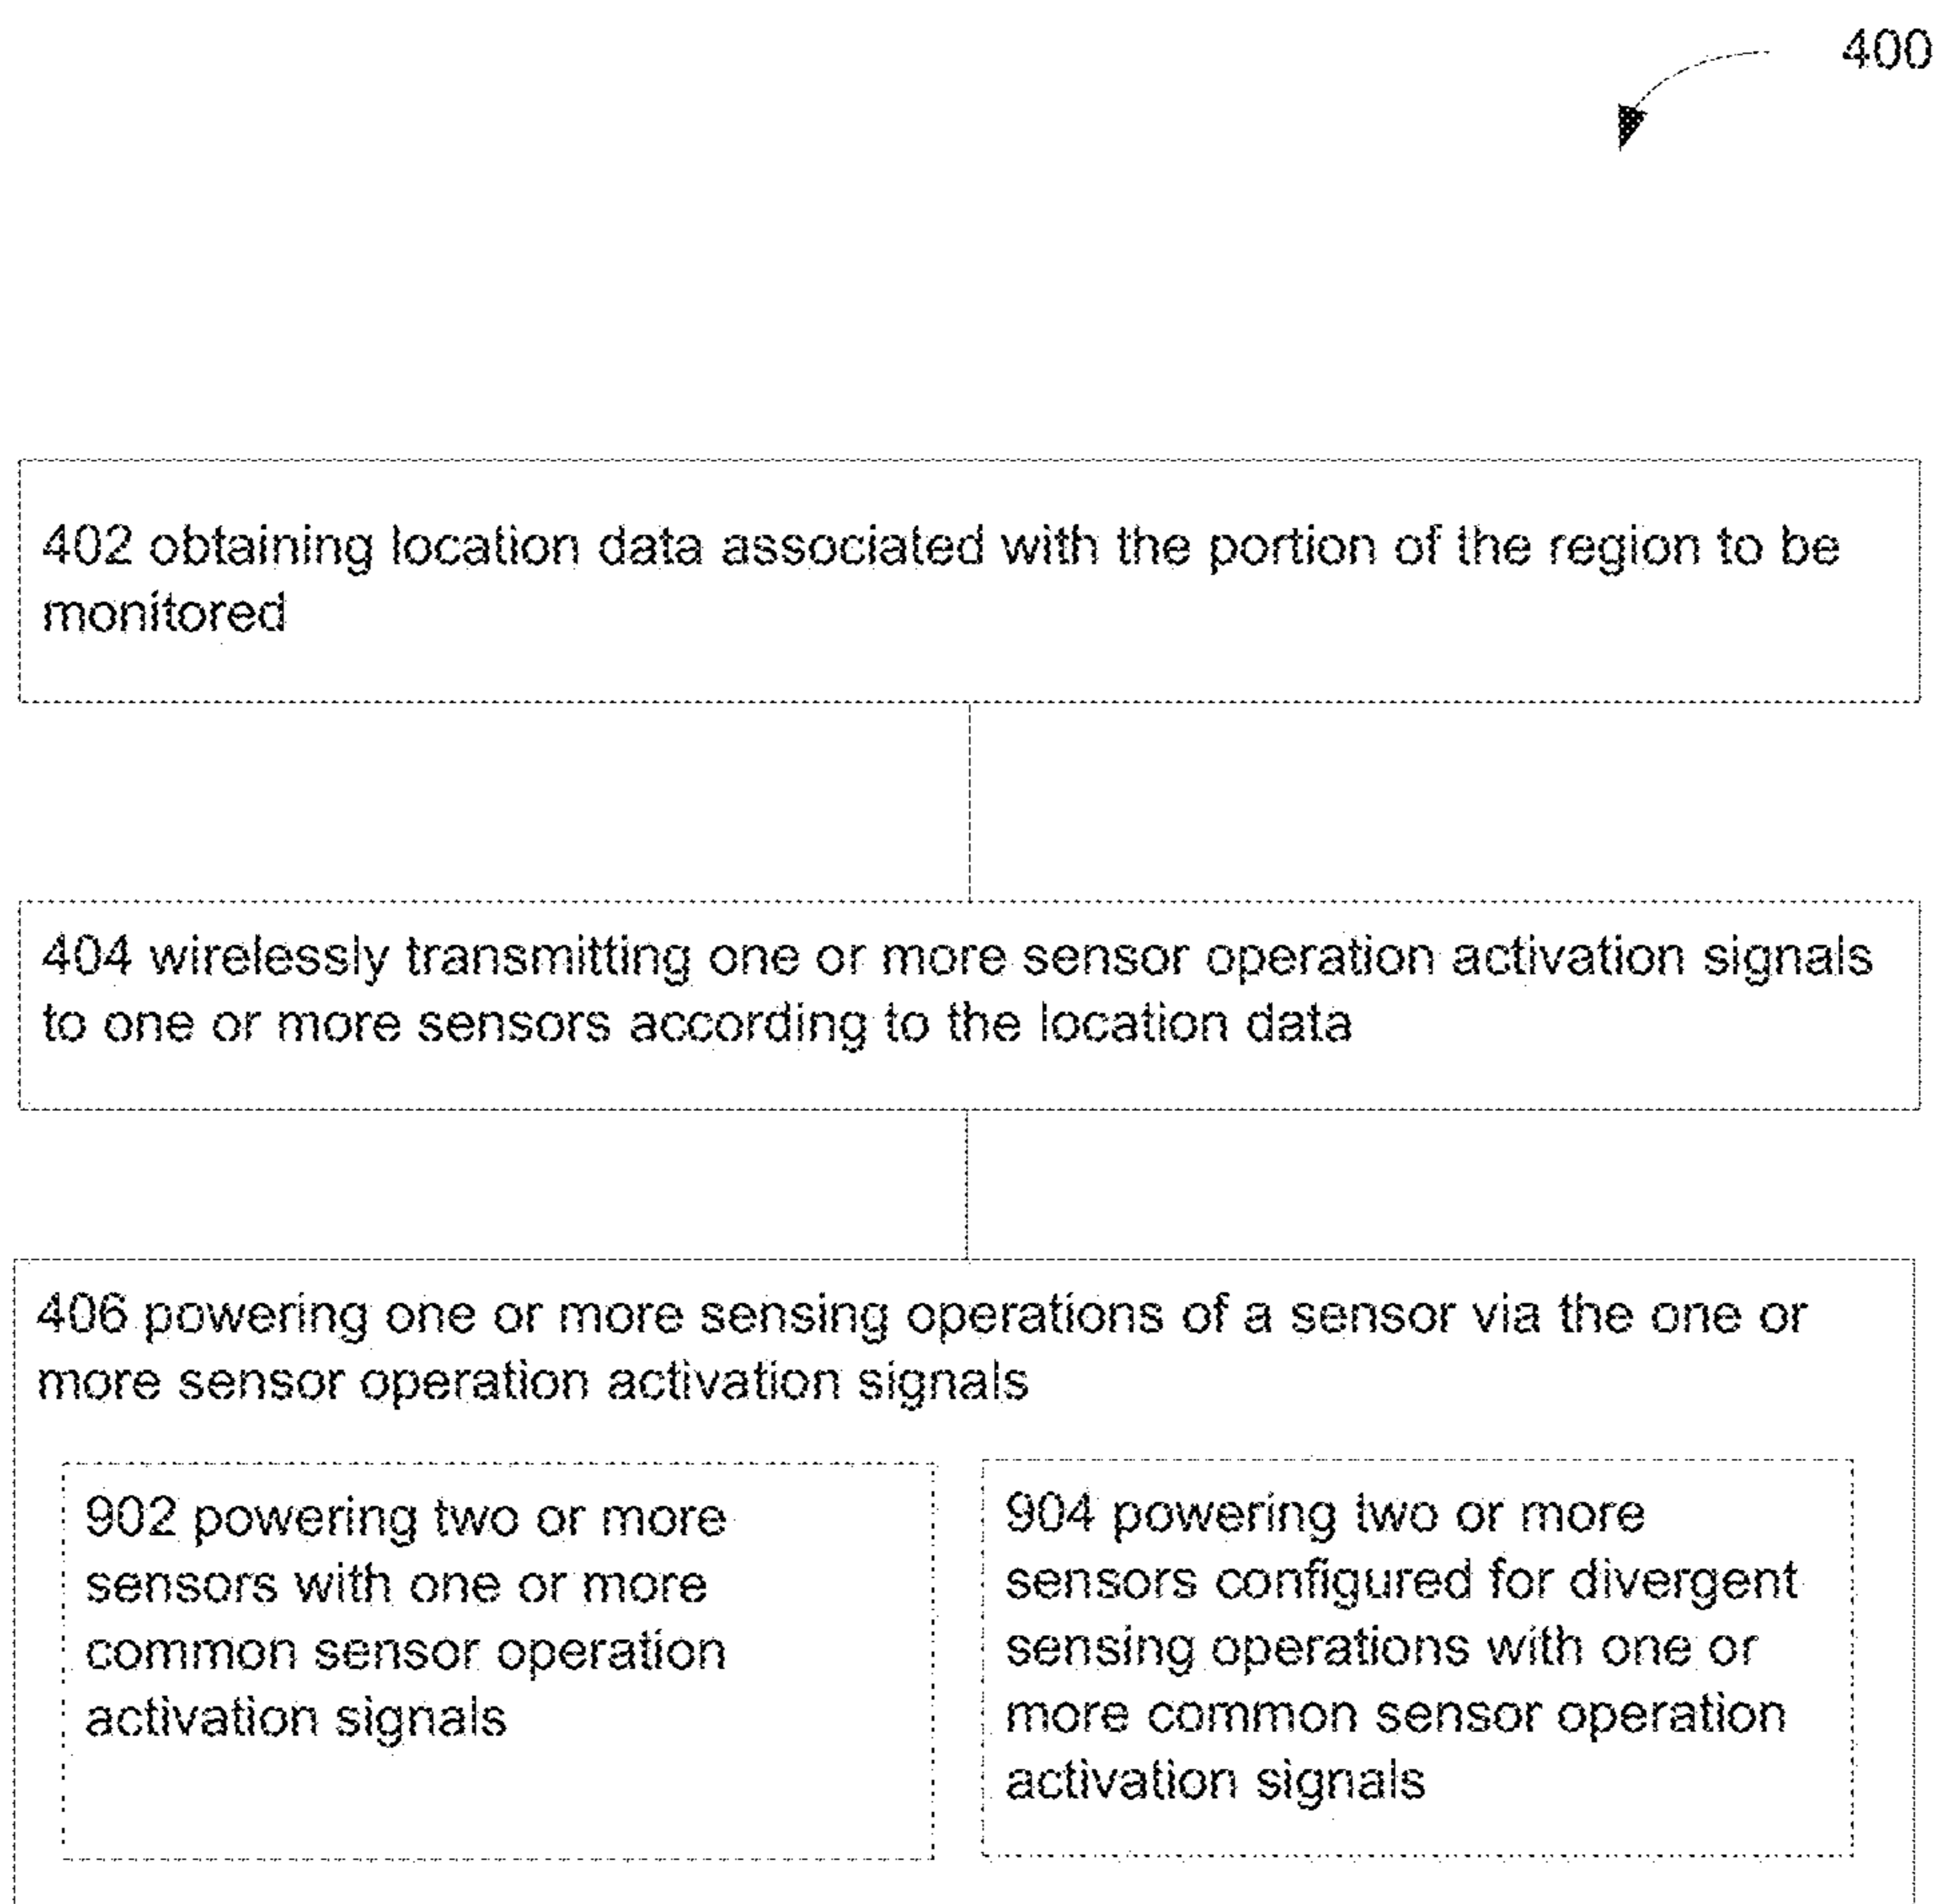 400
402 obtaining location data associated with the portion of the region to be
monitored
404 wirelessly transmitting one or more sensor operation activation signals
to one or more sensors according to the location data
406 powering one or more sensing operations of a sensor via the one or
more sensor operation activation signals
902 powering two or more
sensors with one or more
common sensor operation
activation signals
904 powering two or more
sensors configured for divergent
sensing operations with one or
more common sensor operation
activation signals